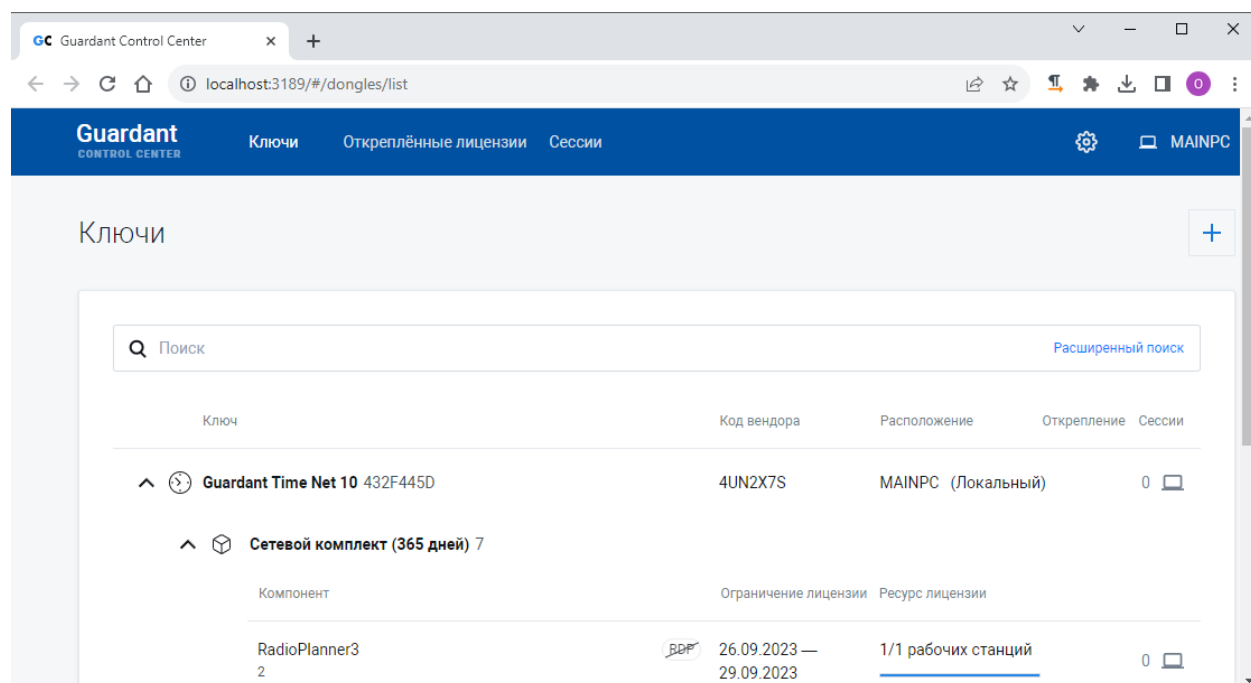 GC Guardant Control Center
localhost:3189/#/dongles/list
O
Guardant
CONTROL CENTER
Ключи Откреплённые лицензии Сессии MAINPC
Ключи
Поиск Расширенный поиск
Ключ Код вендора Расположение Открепление Сессии
Guardant Time Net 10 432F445D 4UN2X7S MAINPC (Локальный) 0
Сетевой комплект (365 дней) 7
Компонент Ограничение лицензии Ресурс лицензии
RadioPlanner3 RDP 26.09.2023 — 1/1 рабочих станций
2 29.09.2023 0